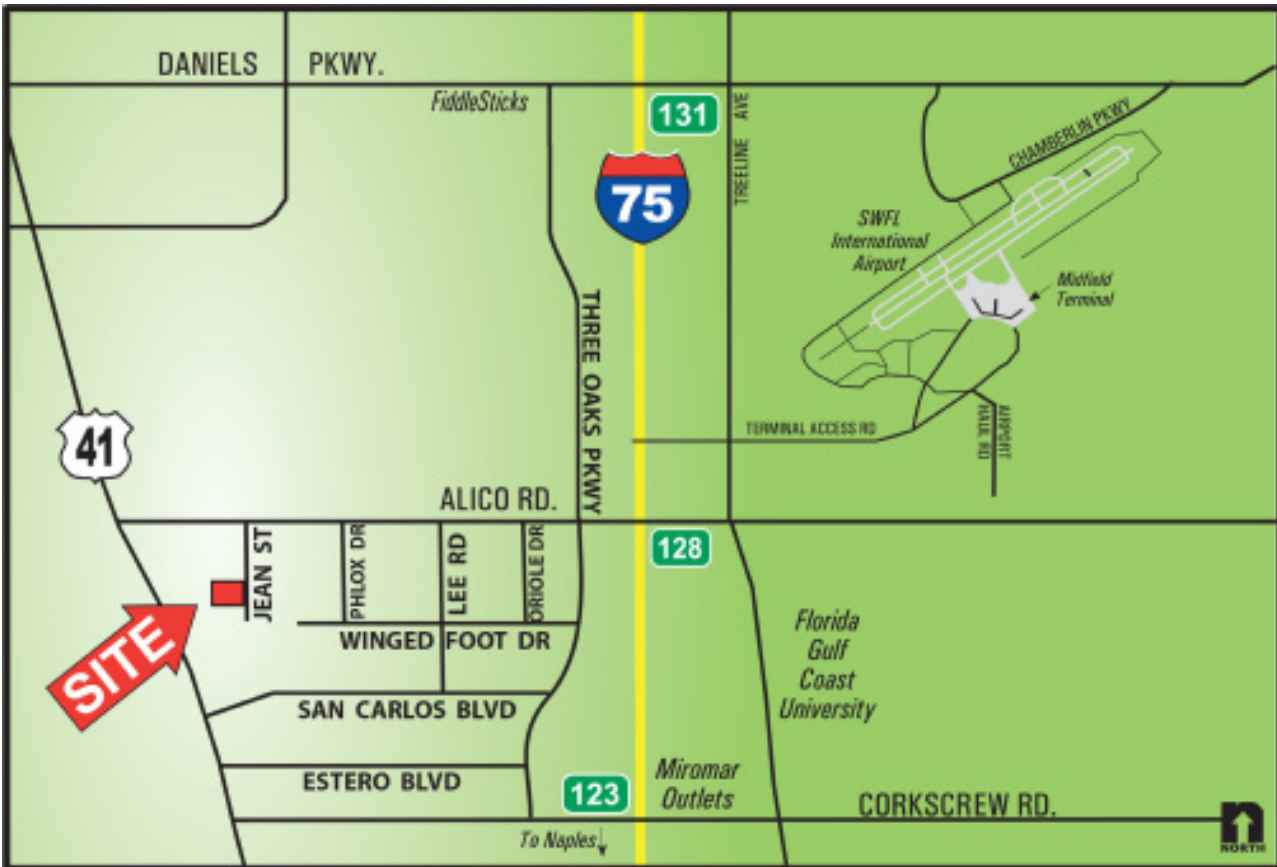 DANIELS PKWY.
FiddleSticks
131
TREELINE AVE
CHAMBERLIN PKWY
75
SWFL
International
Airport
Midfield
Terminal
THREE OAKS PKWY
41
TERMINAL ACCESS RD
AIRPORT
HAUL RD
ALICO RD.
128
JEAN ST
PHLOX DR
LEE RD
ORIOLE DR
SITE
WINGED FOOT DR
Florida
Gulf
Coast
University
SAN CARLOS BLVD
ESTERO BLVD
123
Miromar
Outlets
CORKSCREW RD.
To Naples
n
NORTH